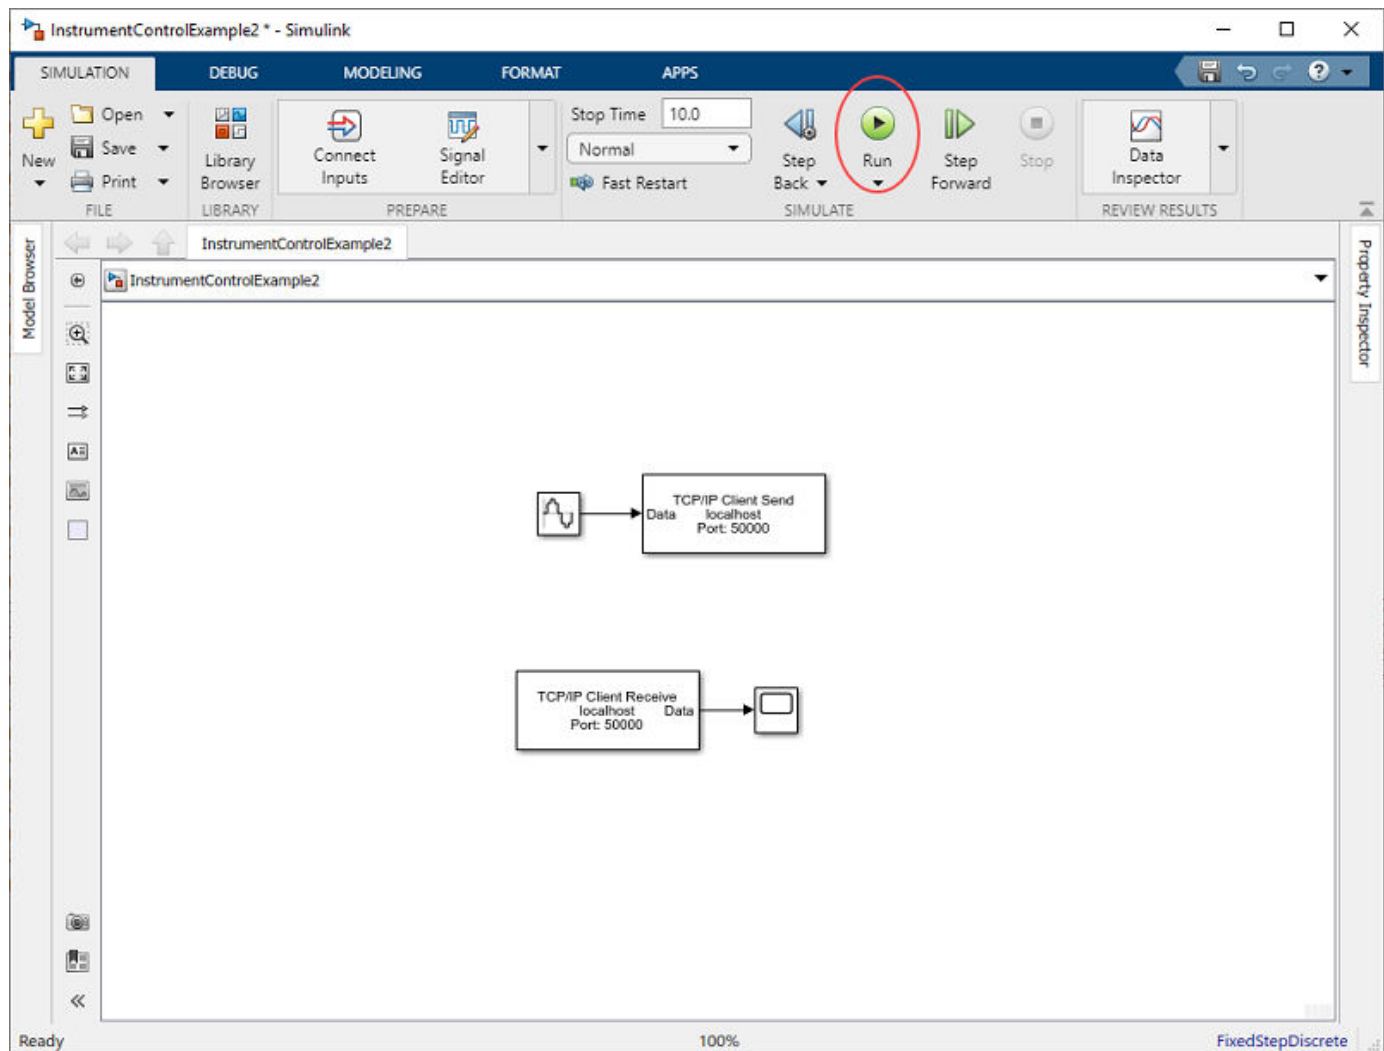 InstrumentControlExample2 * - Simulink
SIMULATION DEBUG MODELING FORMAT APPS
New
Open
Save
Print
FILE
Library
Browser
LIBRARY
Connect
Inputs
Signal
Editor
PREPARE
Stop Time 10.0
Normal
Fast Restart
Step
Back
Run
Step
Forward
Stop
SIMULATE
Data
Inspector
REVIEW RESULTS
Model Browser
InstrumentControlExample2
InstrumentControlExample2
Property Inspector
TCP/IP Client Send
Data localhost
Port: 50000
TCP/IP Client Receive
localhost Data
Port: 50000
Ready 100% FixedStepDiscrete